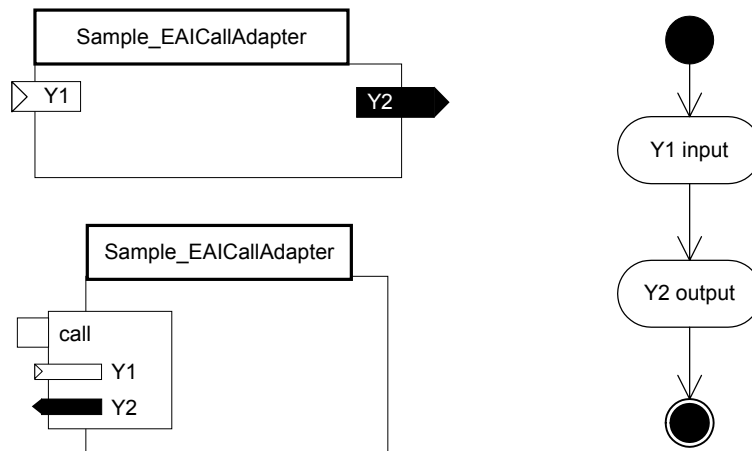 Sample_EAICallAdapter
Y1
Y2
Sample_EAICallAdapter
call
Y1
Y2
Y1 input
Y2 output